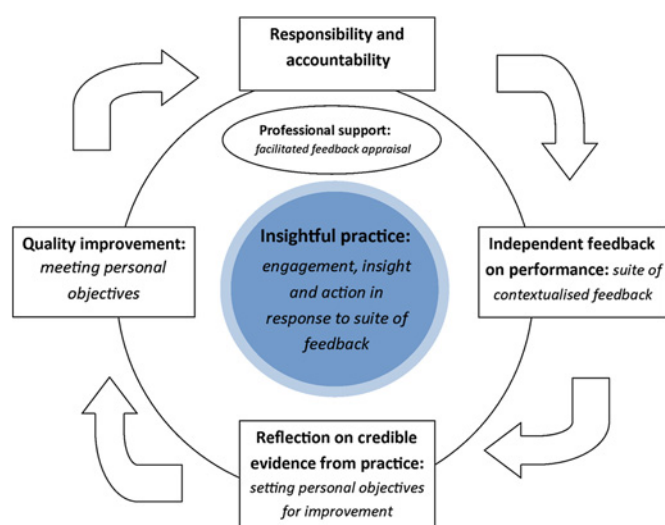 Responsibility and
accountability
Professional support:
facilitated feedback appraisal
Quality improvement:
meeting personal
objectives
Insightful practice:
engagement, insight
and action in
response to suite of
feedback
Independent feedback
on performance: suite of
contextualised feedback
Reflection on credible
evidence from practice:
setting personal objectives
for improvement